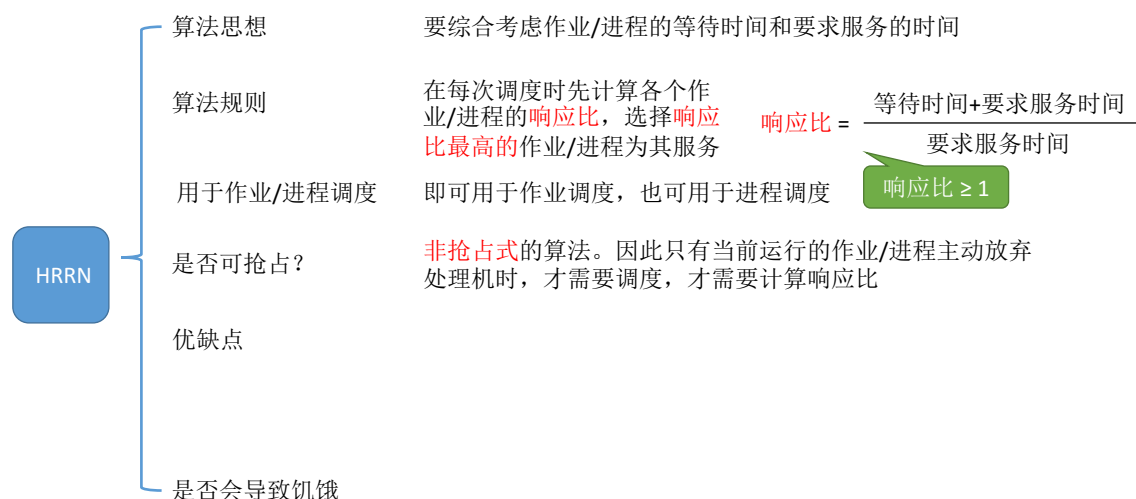 算法思想
要综合考虑作业/进程的等待时间和要求服务的时间
算法规则
在每次调度时先计算各个作
业/进程的响应比，选择响应
比最高的作业/进程为其服务
响应比 =
等待时间+要求服务时间
要求服务时间
响应比 ≥ 1
用于作业/进程调度
即可用于作业调度，也可用于进程调度
HRRN
是否可抢占？
非抢占式的算法。因此只有当前运行的作业/进程主动放弃
处理机时，才需要调度，才需要计算响应比
优缺点
是否会导致饥饿